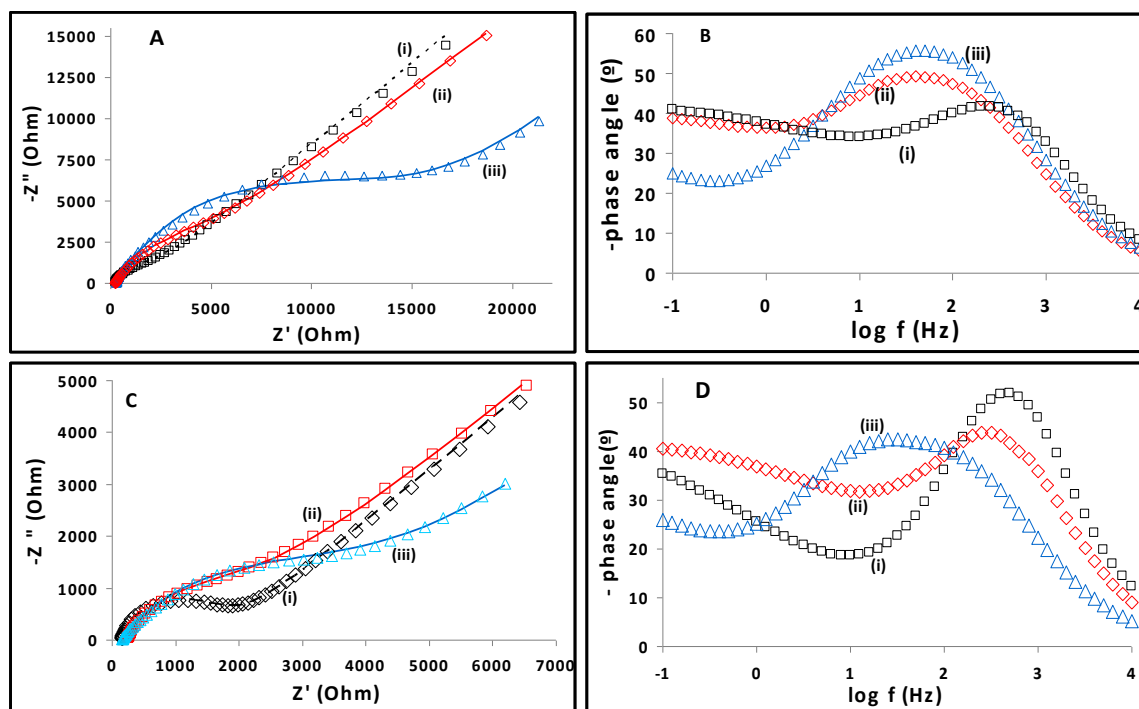 A
15000
12500
10000
7500
5000
2500
0
-Z" (Ohm)
(i)
(ii)
(iii)
0 5000 10000 15000 20000
Z' (Ohm)
B
60
50
40
30
20
10
0
-phase angle (º)
(iii)
(ii)
(i)
-1 0 1 2 3 4
log f (Hz)
C
5000
4000
3000
2000
1000
0
-Z" (Ohm)
(ii)
(iii)
(i)
0 1000 2000 3000 4000 5000 6000 7000
Z' (Ohm)
D
50
40
30
20
10
0
- phase angle(º)
(iii)
(ii)
(i)
-1 0 1 2 3 4
log f (Hz)